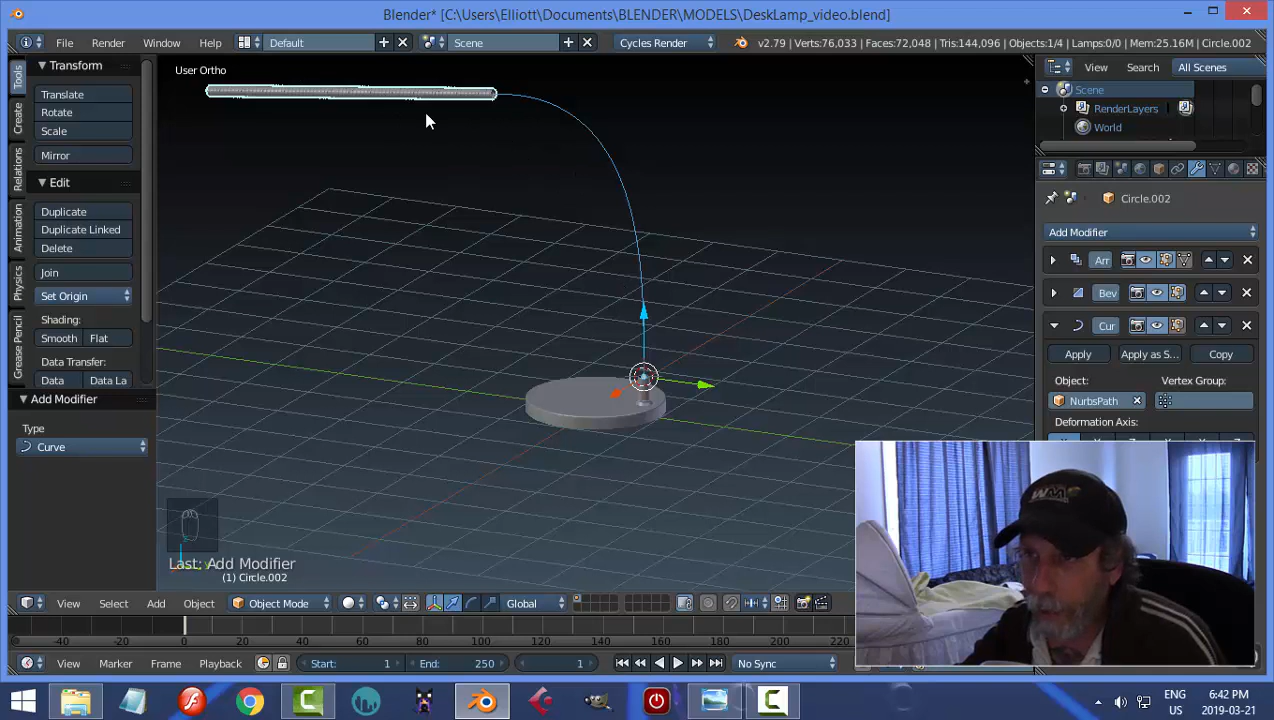 Blender* [C:\Users\Elliott\Documents\BLENDER\MODELS\DeskLamp_video.blend]
File Render Window Help Default Scene Cycles Render v2.79 | Verts:76,033 | Faces:72,048 | Tris:144,096 | Objects:1/4 | Lamps:0/0 | Mem:25.16M | Circle.002
Tools
Create
Relations
Animation
Physics
Grease Pencil
Transform
Translate
Rotate
Scale
Mirror
Edit
Duplicate
Duplicate Linked
Delete
Join
Set Origin
Shading:
Smooth Flat
Data Transfer:
Data Data La
Add Modifier
Type
Curve
User Ortho
Last: Add Modifier
(1) Circle.002
View Search All Scenes
Scene
RenderLayers
World
Circle.002
Add Modifier
Arr
Bev
Cur
Apply Apply as S... Copy
Object: Vertex Group:
NurbsPath
Deformation Axis:
View Select Add Object Object Mode Global
-40 -20 0 20 40 60 80 100 120 140 160 180 200 220
View Marker Frame Playback Start: 1 End: 250 1 No Sync
WM
ENG 6:42 PM
US 2019-03-21